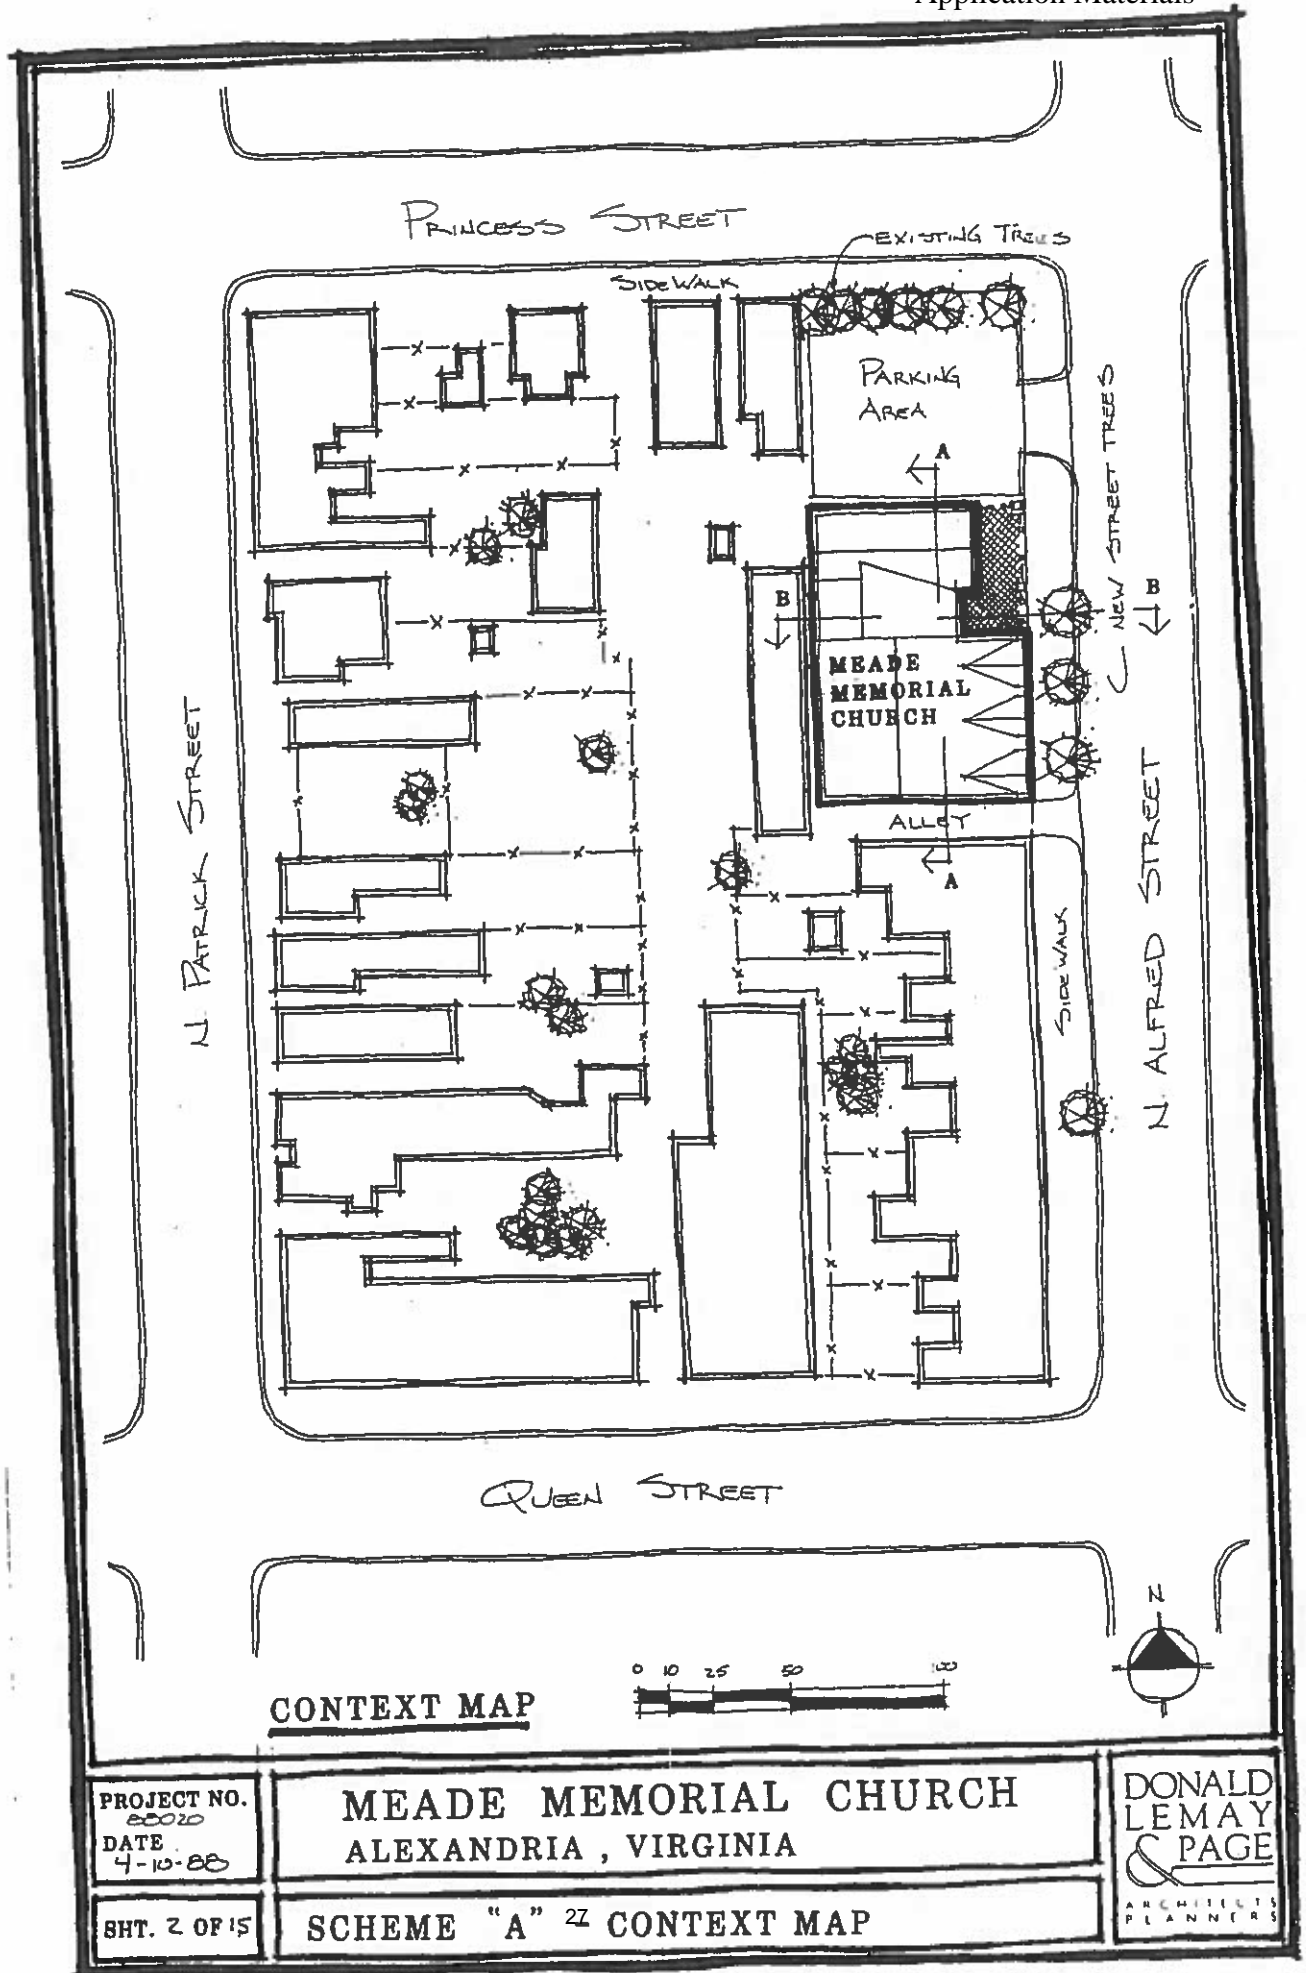 Application Materials
PRINCESS STREET
EXISTING TREES
SIDEWALK
PARKING
AREA
A
NEW STREET TREES
B
B
MEADE
MEMORIAL
CHURCH
ALLEY
A
N. PATRICK STREET
SIDEWALK
N. ALFRED STREET
QUEEN STREET
N
0 10 25 50 100
CONTEXT MAP
PROJECT NO.
88020
DATE
4-10-88
MEADE MEMORIAL CHURCH
ALEXANDRIA, VIRGINIA
DONALD
LEMAY
& PAGE
ARCHITECTS
PLANNERS
SHT. 2 OF 15
SCHEME "A" 27 CONTEXT MAP